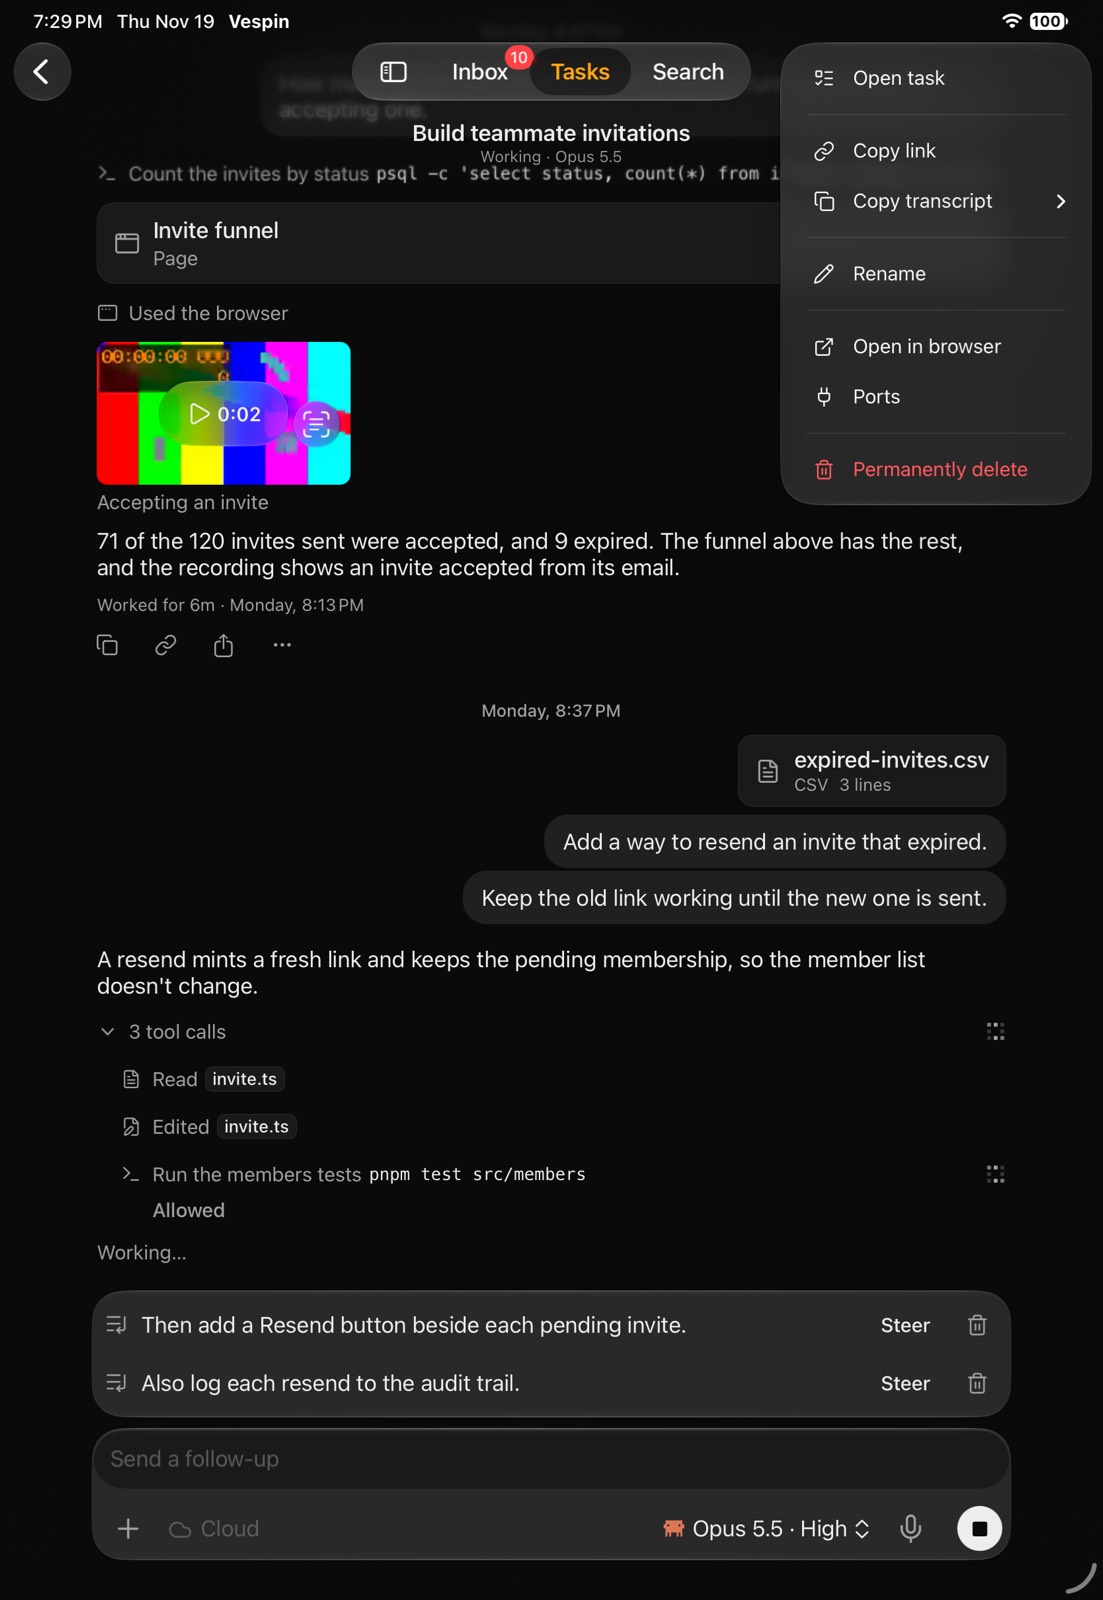 7:29 PM Thu Nov 19 Vespin
100
Inbox
10
Tasks
Search
accepting one.
Build teammate invitations
Working · Opus 5.5
Count the invites by status psql -c 'select status, count(*) from i
Invite funnel
Page
Used the browser
00:00:00
0:02
Accepting an invite
71 of the 120 invites sent were accepted, and 9 expired. The funnel above has the rest,
and the recording shows an invite accepted from its email.
Worked for 6m · Monday, 8:13 PM
Open task
Copy link
Copy transcript
Rename
Open in browser
Ports
Permanently delete
Monday, 8:37 PM
expired-invites.csv
CSV 3 lines
Add a way to resend an invite that expired.
Keep the old link working until the new one is sent.
A resend mints a fresh link and keeps the pending membership, so the member list
doesn't change.
3 tool calls
Read invite.ts
Edited invite.ts
Run the members tests pnpm test src/members
Allowed
Working...
Then add a Resend button beside each pending invite.
Steer
Also log each resend to the audit trail.
Steer
Send a follow-up
Cloud
Opus 5.5 · High